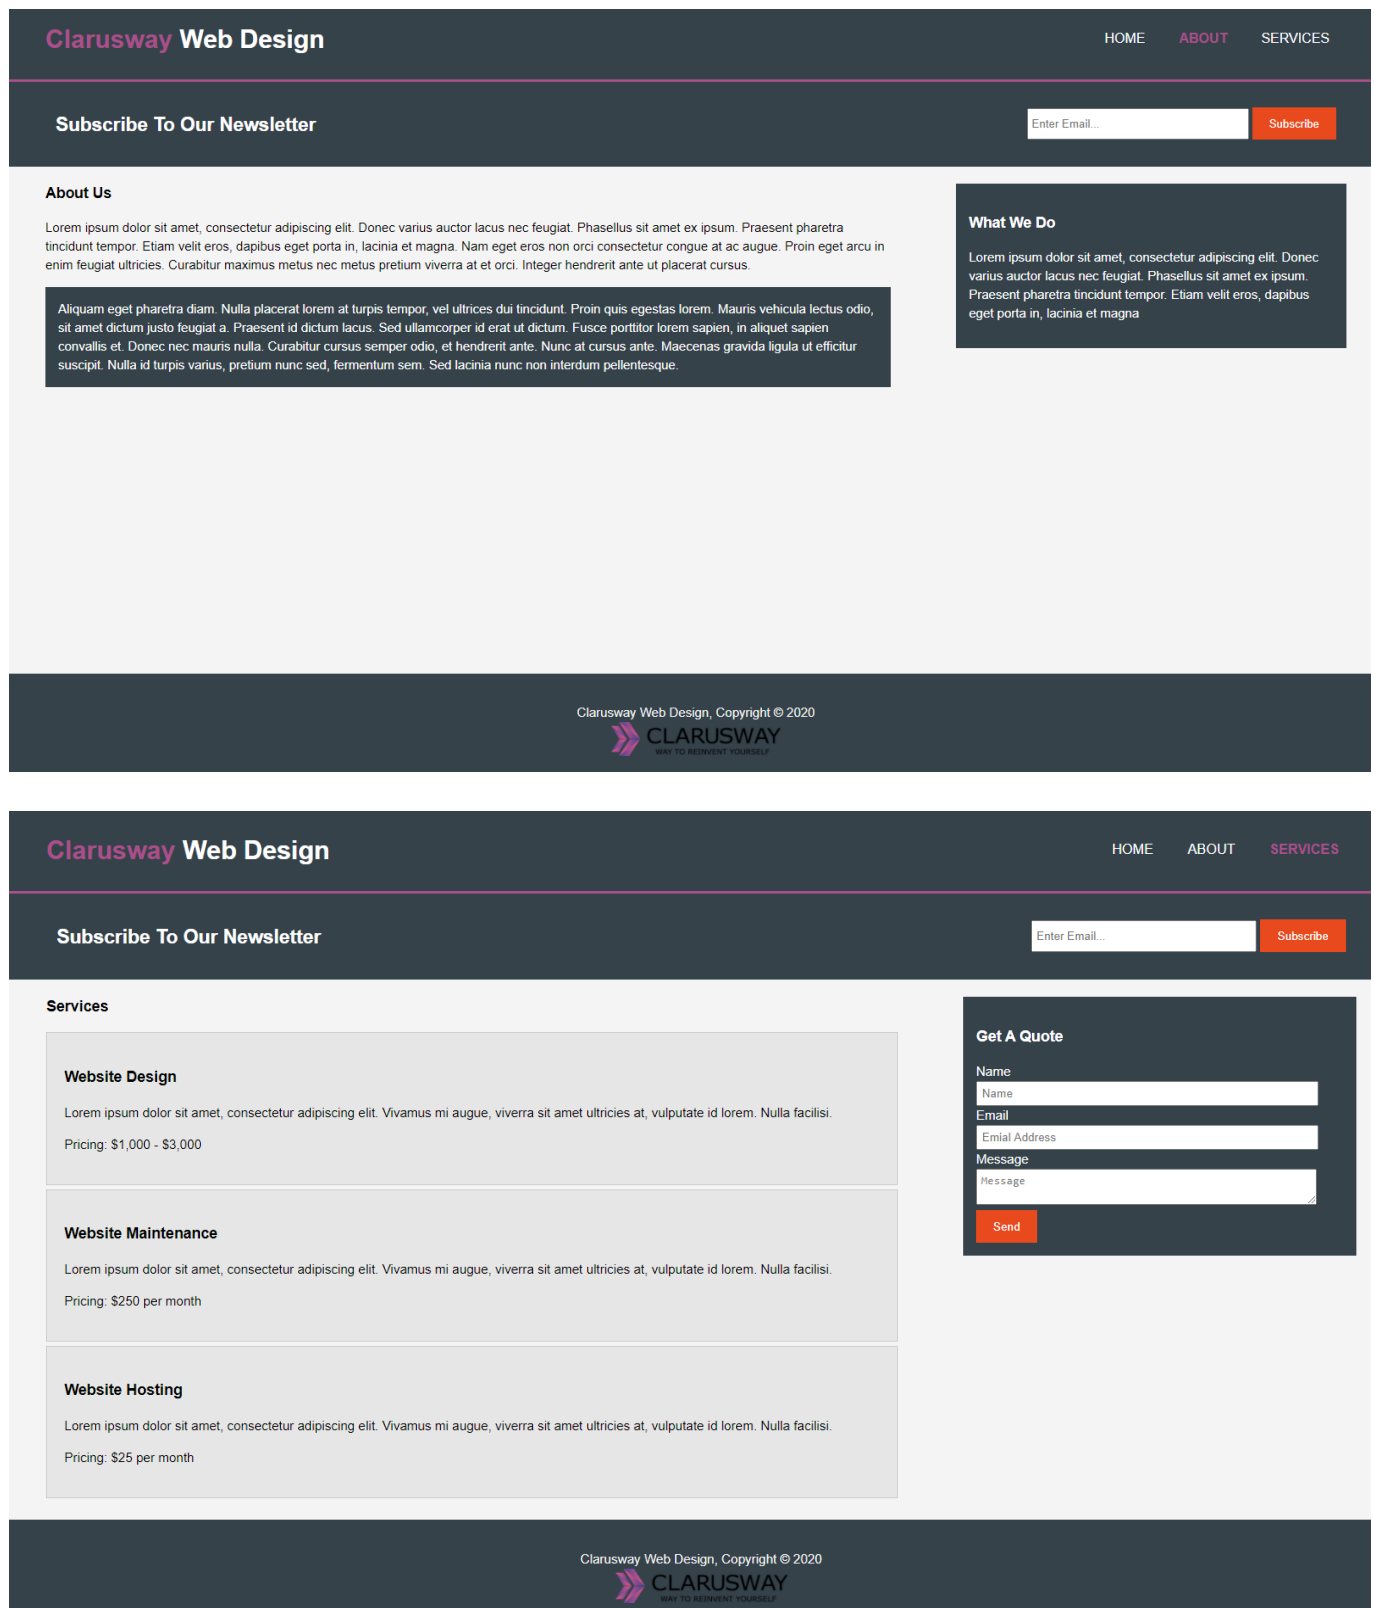 Clarusway Web Design
HOME ABOUT SERVICES
Subscribe To Our Newsletter
Enter Email... Subscribe
About Us
Lorem ipsum dolor sit amet, consectetur adipiscing elit. Donec varius auctor lacus nec feugiat. Phasellus sit amet ex ipsum. Praesent pharetra
tincidunt tempor. Etiam velit eros, dapibus eget porta in, lacinia et magna. Nam eget eros non orci consectetur congue at ac augue. Proin eget arcu in
enim feugiat ultricies. Curabitur maximus metus nec metus pretium viverra at et orci. Integer hendrerit ante ut placerat cursus.
Aliquam eget pharetra diam. Nulla placerat lorem at turpis tempor, vel ultrices dui tincidunt. Proin quis egestas lorem. Mauris vehicula lectus odio,
sit amet dictum justo feugiat a. Praesent id dictum lacus. Sed ullamcorper id erat ut dictum. Fusce porttitor lorem sapien, in aliquet sapien
convallis et. Donec nec mauris nulla. Curabitur cursus semper odio, et hendrerit ante. Nunc at cursus ante. Maecenas gravida ligula ut efficitur
suscipit. Nulla id turpis varius, pretium nunc sed, fermentum sem. Sed lacinia nunc non interdum pellentesque.
What We Do
Lorem ipsum dolor sit amet, consectetur adipiscing elit. Donec
varius auctor lacus nec feugiat. Phasellus sit amet ex ipsum.
Praesent pharetra tincidunt tempor. Etiam velit eros, dapibus
eget porta in, lacinia et magna
Clarusway Web Design, Copyright © 2020
CLARUSWAY
WAY TO REINVENT YOURSELF
Clarusway Web Design
HOME ABOUT SERVICES
Subscribe To Our Newsletter
Enter Email... Subscribe
Services
Website Design
Lorem ipsum dolor sit amet, consectetur adipiscing elit. Vivamus mi augue, viverra sit amet ultricies at, vulputate id lorem. Nulla facilisi.
Pricing: $1,000 - $3,000
Website Maintenance
Lorem ipsum dolor sit amet, consectetur adipiscing elit. Vivamus mi augue, viverra sit amet ultricies at, vulputate id lorem. Nulla facilisi.
Pricing: $250 per month
Website Hosting
Lorem ipsum dolor sit amet, consectetur adipiscing elit. Vivamus mi augue, viverra sit amet ultricies at, vulputate id lorem. Nulla facilisi.
Pricing: $25 per month
Get A Quote
Name
Name
Email
Emial Address
Message
Message
Send
Clarusway Web Design, Copyright © 2020
CLARUSWAY
WAY TO REINVENT YOURSELF